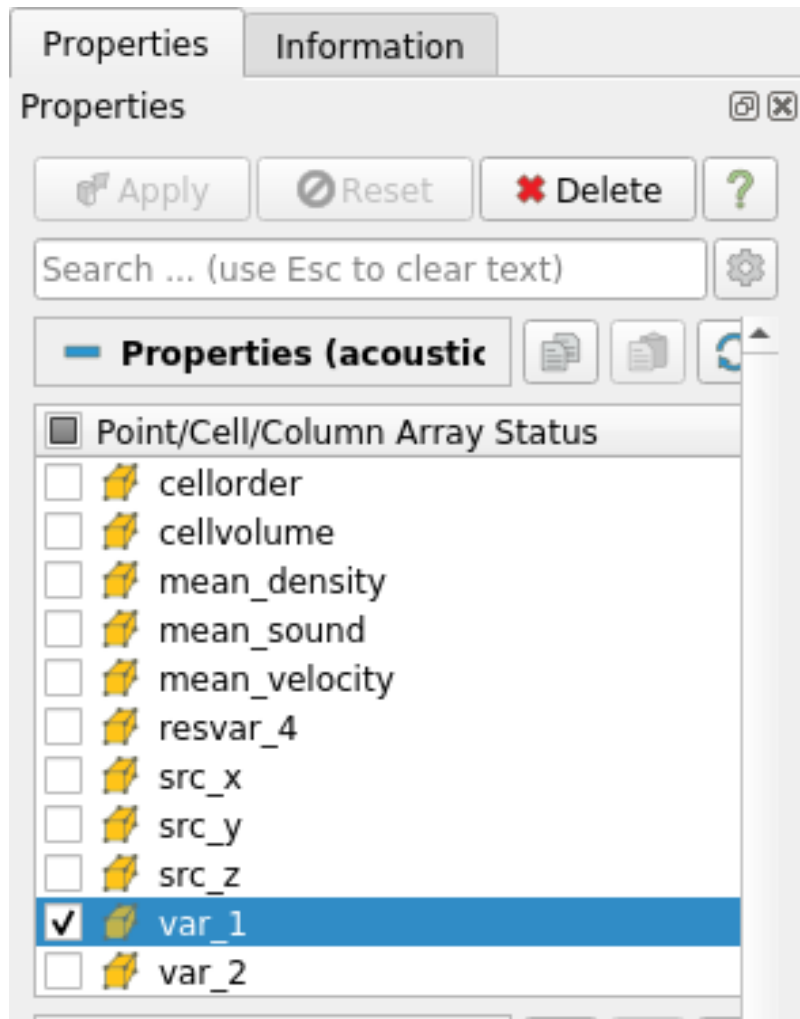 Properties Information
Properties
Apply Reset Delete ?
Search ... (use Esc to clear text)
Properties (acoustic
Point/Cell/Column Array Status
cellorder
cellvolume
mean_density
mean_sound
mean_velocity
resvar_4
src_x
src_y
src_z
var_1
var_2